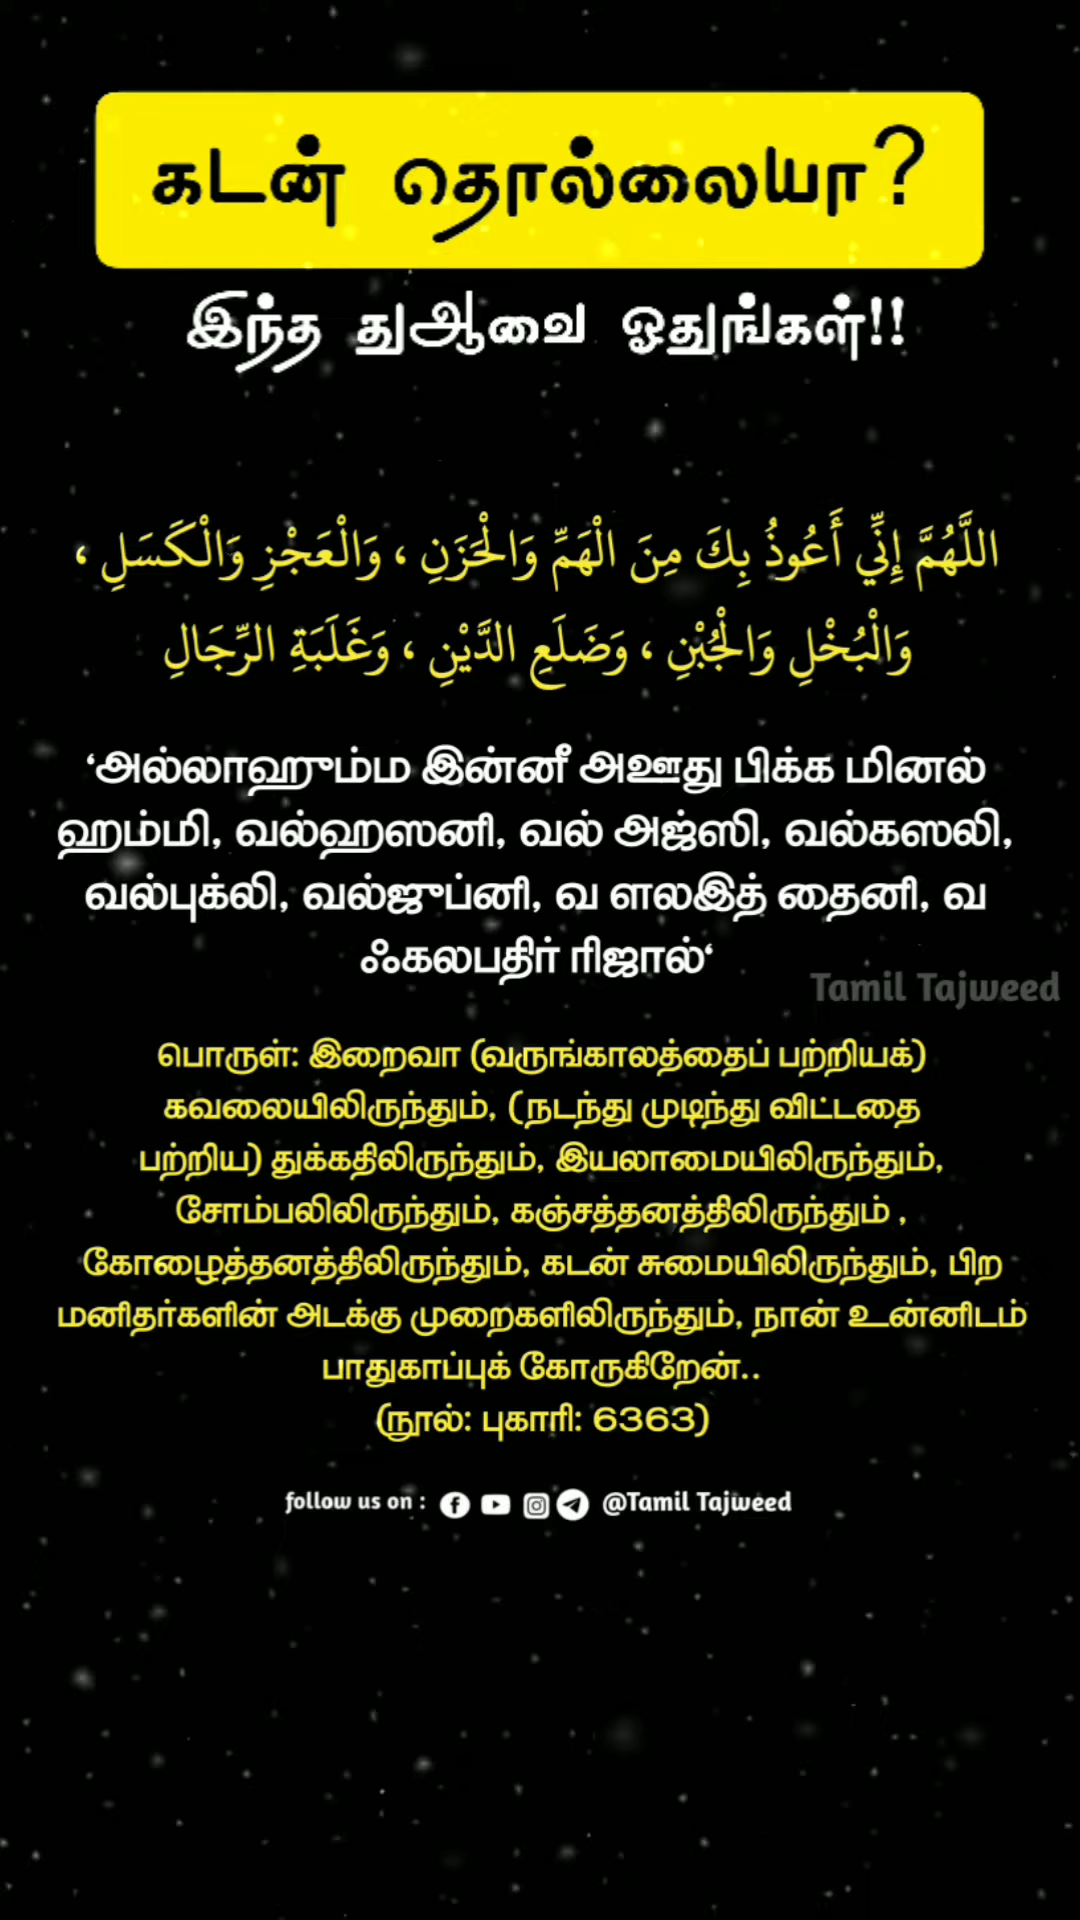 கடன் தொல்லையா?
இந்த துஆவை ஓதுங்கள்!!
اللَّهُمَّ إِنِّي أَعُوذُ بِكَ مِنَ الْهَمِّ وَالْحَزَنِ ، وَالْعَجْزِ وَالْكَسَلِ ،
وَالْبُخْلِ وَالْجُبْنِ ، وَضَلَعِ الدَّيْنِ ، وَغَلَبَةِ الرِّجَالِ
‘அல்லாஹும்ம இன்னீ அஊது பிக்க மினல்
ஹம்மி, வல்ஹஸனி, வல் அஜ்ஸி, வல்கஸலி,
வல்புக்லி, வல்ஜுப்னி, வ ளலஇத் தைனி, வ
ஃகலபதிர் ரிஜால்‘
Tamil Tajweed
பொருள்: இறைவா (வருங்காலத்தைப் பற்றியக்)
கவலையிலிருந்தும், (நடந்து முடிந்து விட்டதை
பற்றிய) துக்கதிலிருந்தும், இயலாமையிலிருந்தும்,
சோம்பலிலிருந்தும், கஞ்சத்தனத்திலிருந்தும் ,
கோழைத்தனத்திலிருந்தும், கடன் சுமையிலிருந்தும், பிற
மனிதர்களின் அடக்கு முறைகளிலிருந்தும், நான் உன்னிடம்
பாதுகாப்புக் கோருகிறேன்..
(நூல்: புகாரி: 6363)
follow us on : @Tamil Tajweed